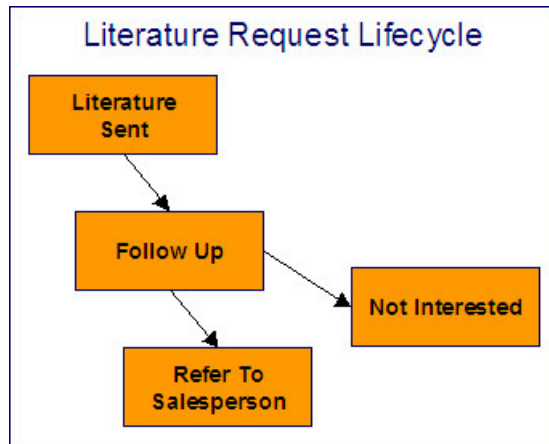 Literature Request Lifecycle
Literature
Sent
Follow Up
Not Interested
Refer To
Salesperson